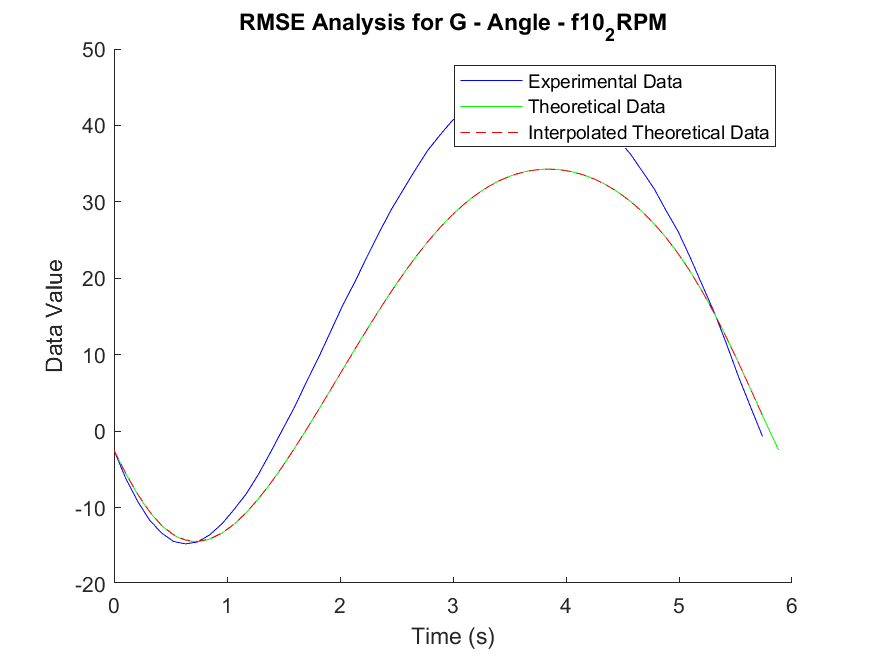 RMSE Analysis for G - Angle - f10₂RPM
Experimental Data
Theoretical Data
Interpolated Theoretical Data
50
40
30
20
10
0
-10
-20
Data Value
0 1 2 3 4 5 6
Time (s)